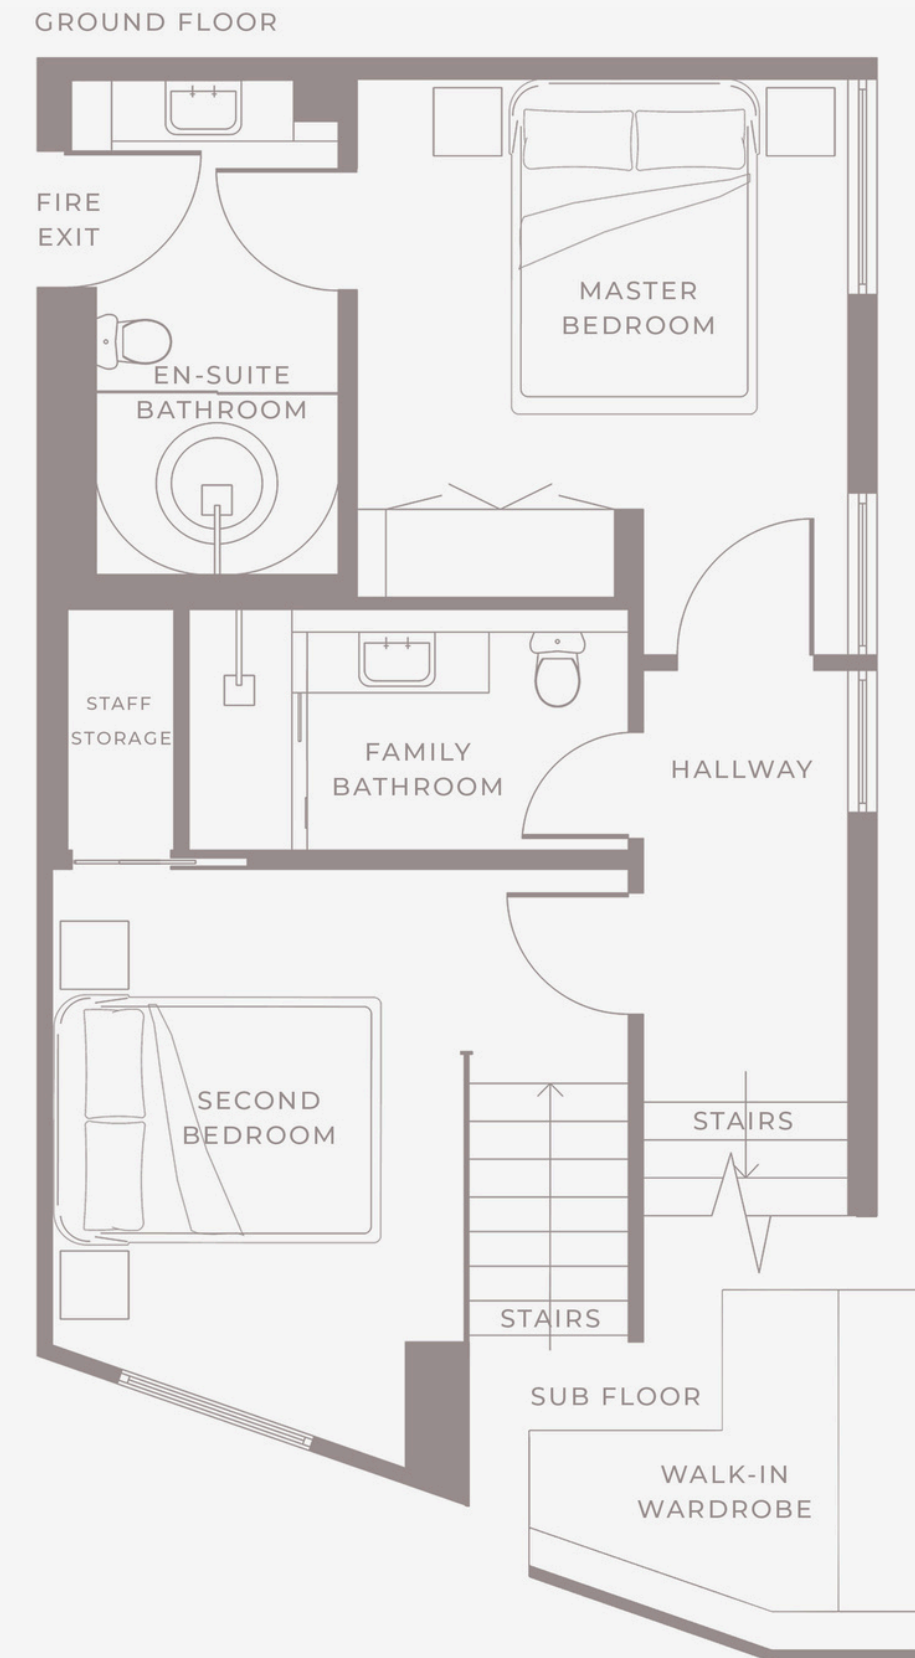 GROUND FLOOR
FIRE
EXIT
MASTER
BEDROOM
EN-SUITE
BATHROOM
STAFF
STORAGE
FAMILY
BATHROOM
HALLWAY
SECOND
BEDROOM
STAIRS
STAIRS
SUB FLOOR
WALK-IN
WARDROBE